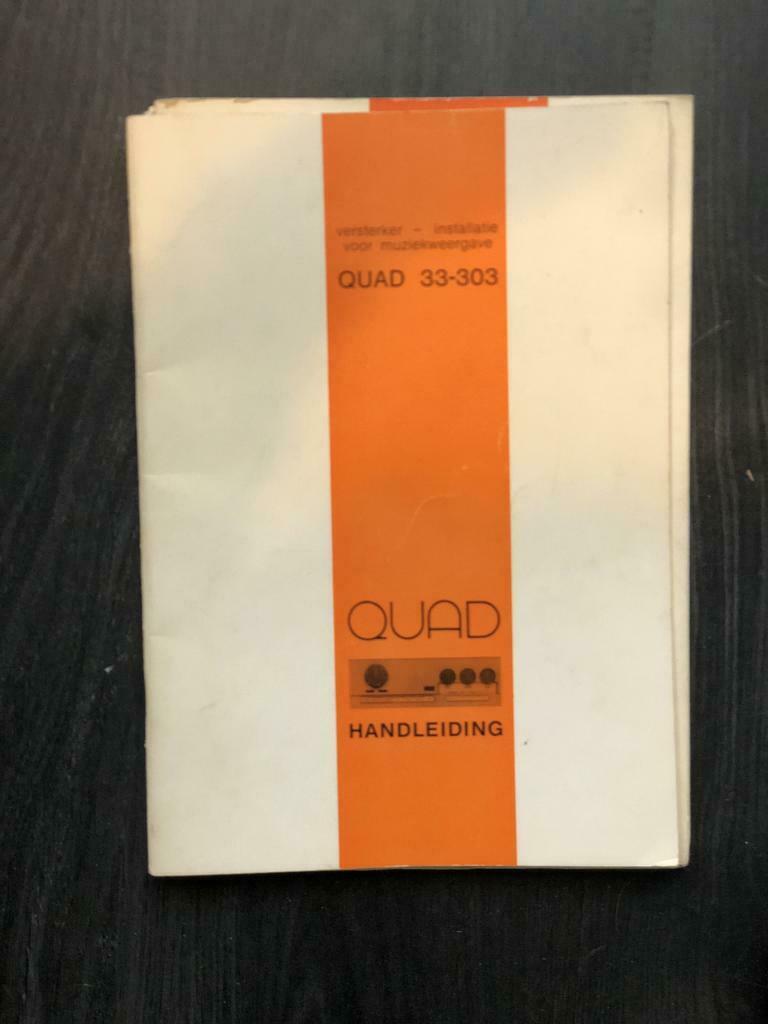 versterker – installatie
voor muziekweergave
QUAD 33-303
QUAD
HANDLEIDING